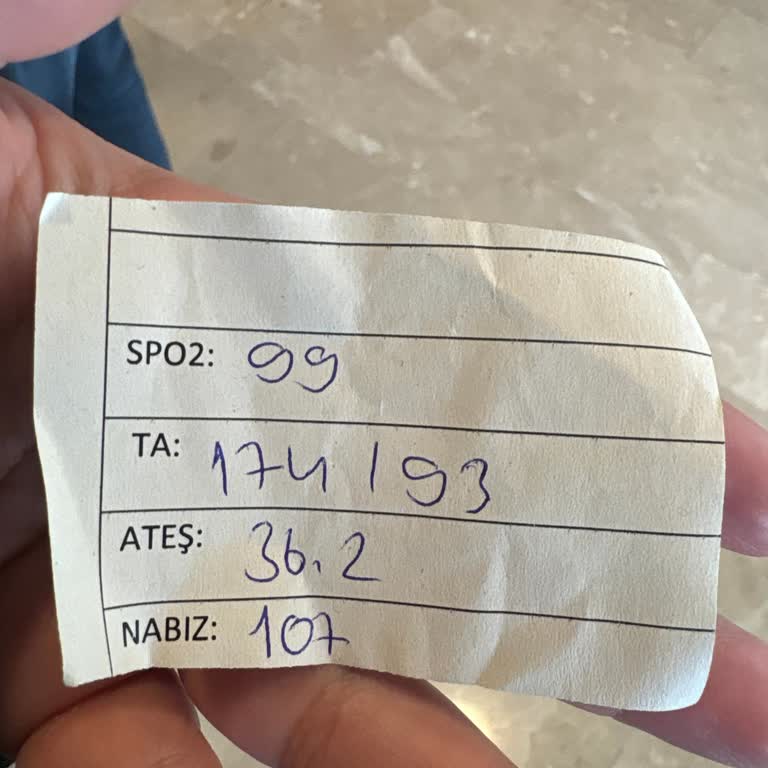 SPO2: 99
TA: 174 / 93
ATEŞ: 36.2
NABIZ: 107